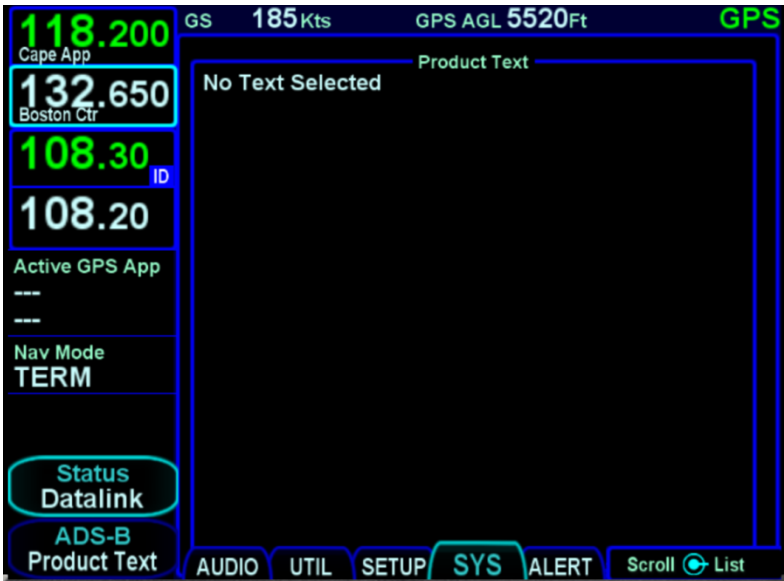 118.200
Cape App
132.650
Boston Ctr
108.30
ID
108.20
Active GPS App
---
---
Nav Mode
TERM
Status
Datalink
ADS-B
Product Text
GS 185Kts GPS AGL 5520Ft GPS
Product Text
No Text Selected
AUDIO UTIL SETUP SYS ALERT Scroll List